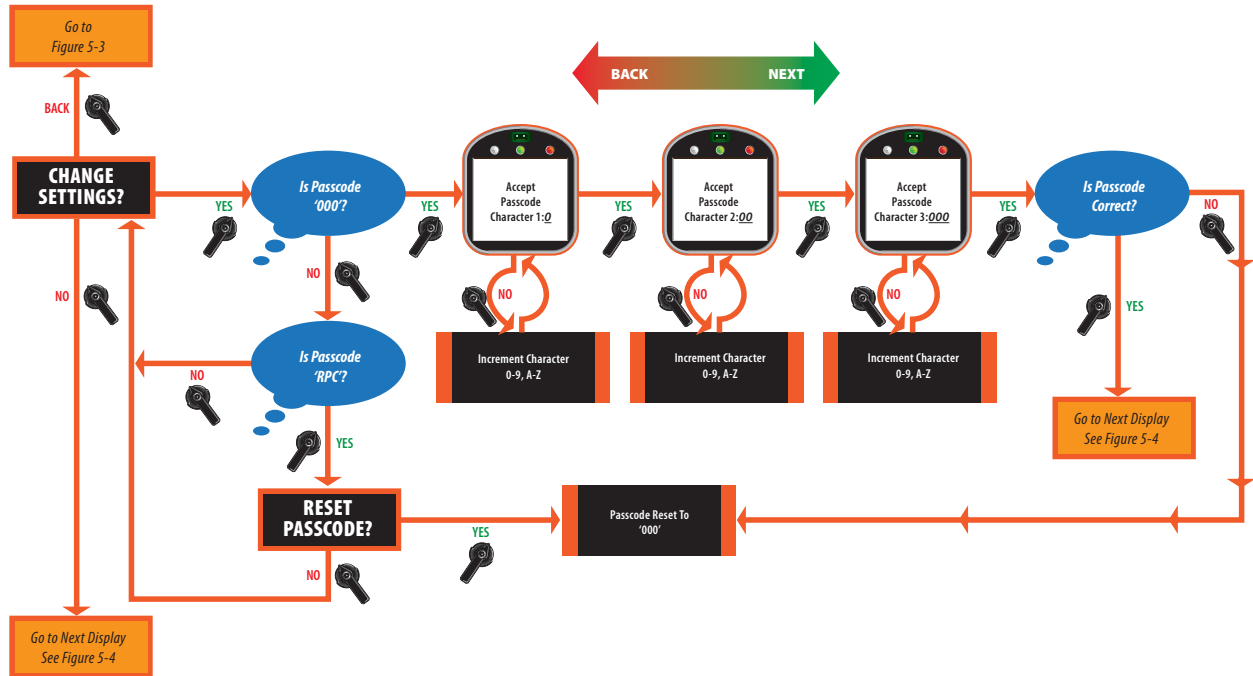 Go to
Figure 5-3
BACK
NEXT
BACK
CHANGE
SETTINGS?
YES
Is Passcode
‘000’?
YES
Accept
Passcode
Character 1:0
YES
Accept
Passcode
Character 2:00
YES
Accept
Passcode
Character 3:000
YES
Is Passcode
Correct?
NO
NO
NO
NO
NO
NO
YES
Is Passcode
‘RPC’?
NO
Increment Character
0-9, A-Z
Increment Character
0-9, A-Z
Increment Character
0-9, A-Z
Go to Next Display
See Figure 5-4
YES
RESET
PASSCODE?
YES
Passcode Reset To
‘000’
NO
Go to Next Display
See Figure 5-4